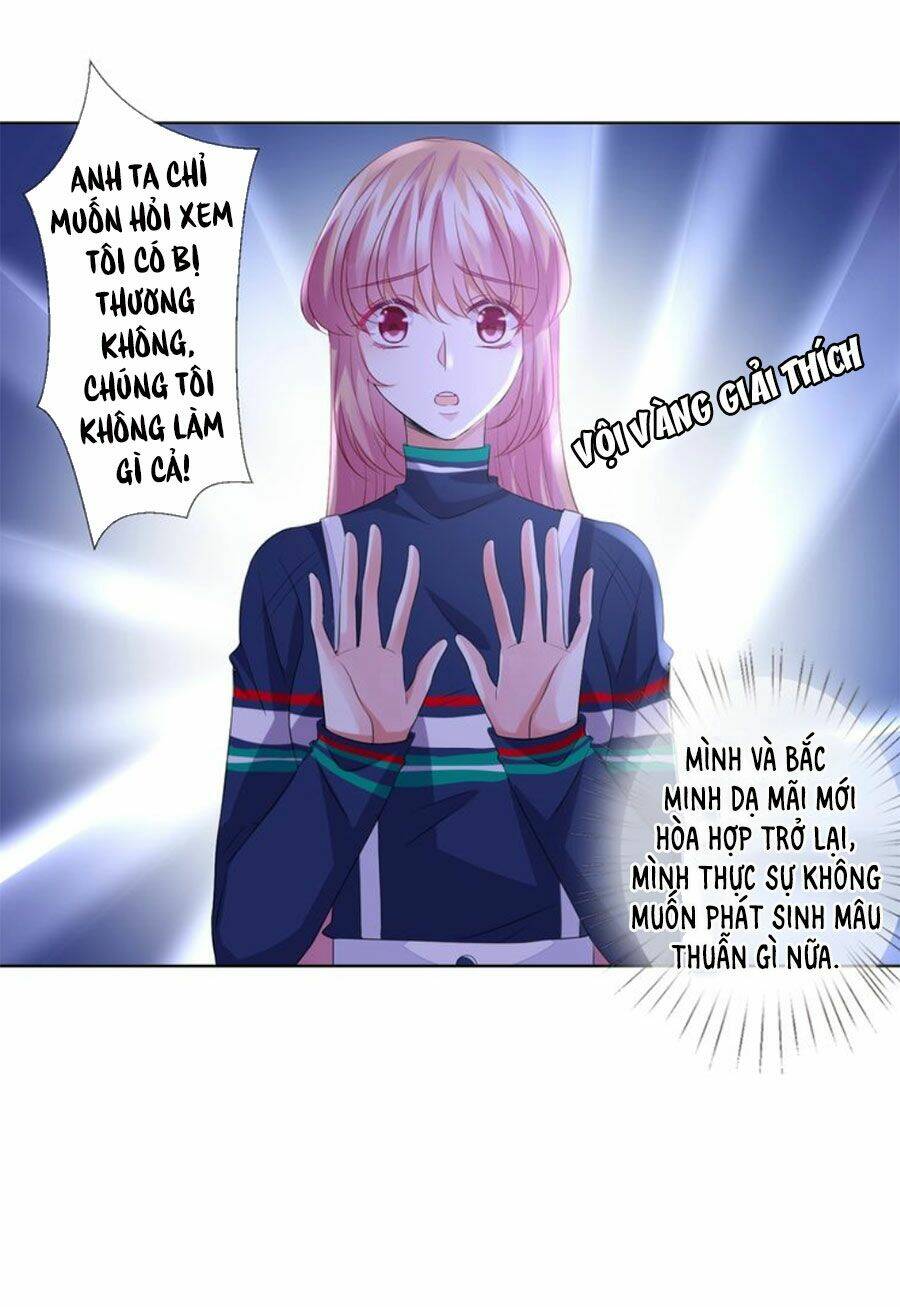 ANH TA CHỈ
MUỐN HỎI XEM
TÔI CÓ BỊ
THƯƠNG
KHÔNG,
CHÚNG TÔI
KHÔNG LÀM
GÌ CẢ!
VỘI VÀNG GIẢI THÍCH
MÌNH VÀ BẮC
MINH DẠ MÃI MỚI
HÒA HỢP TRỞ LẠI,
MÌNH THỰC SỰ KHÔNG
MUỐN PHÁT SINH MÂU
THUẪN GÌ NỮA.